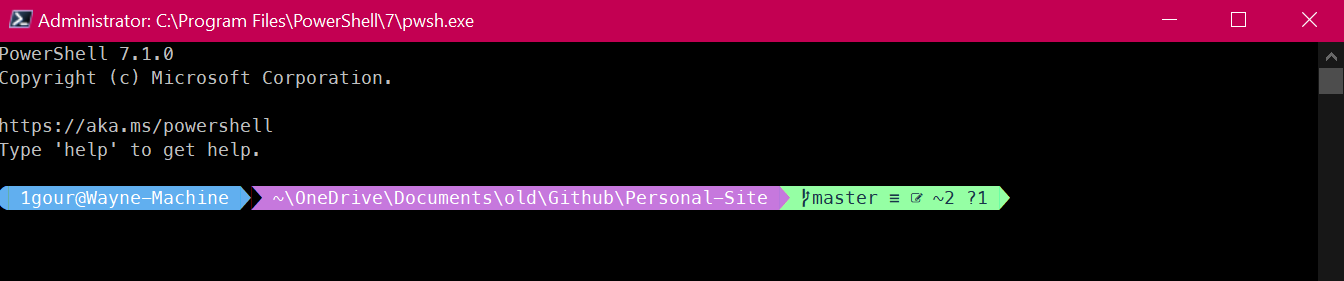 Administrator: C:\Program Files\PowerShell\7\pwsh.exe
PowerShell 7.1.0
Copyright (c) Microsoft Corporation.
https://aka.ms/powershell
Type 'help' to get help.
1gour@Wayne-Machine ~\OneDrive\Documents\old\Github\Personal-Site master ≡ ~2 ?1